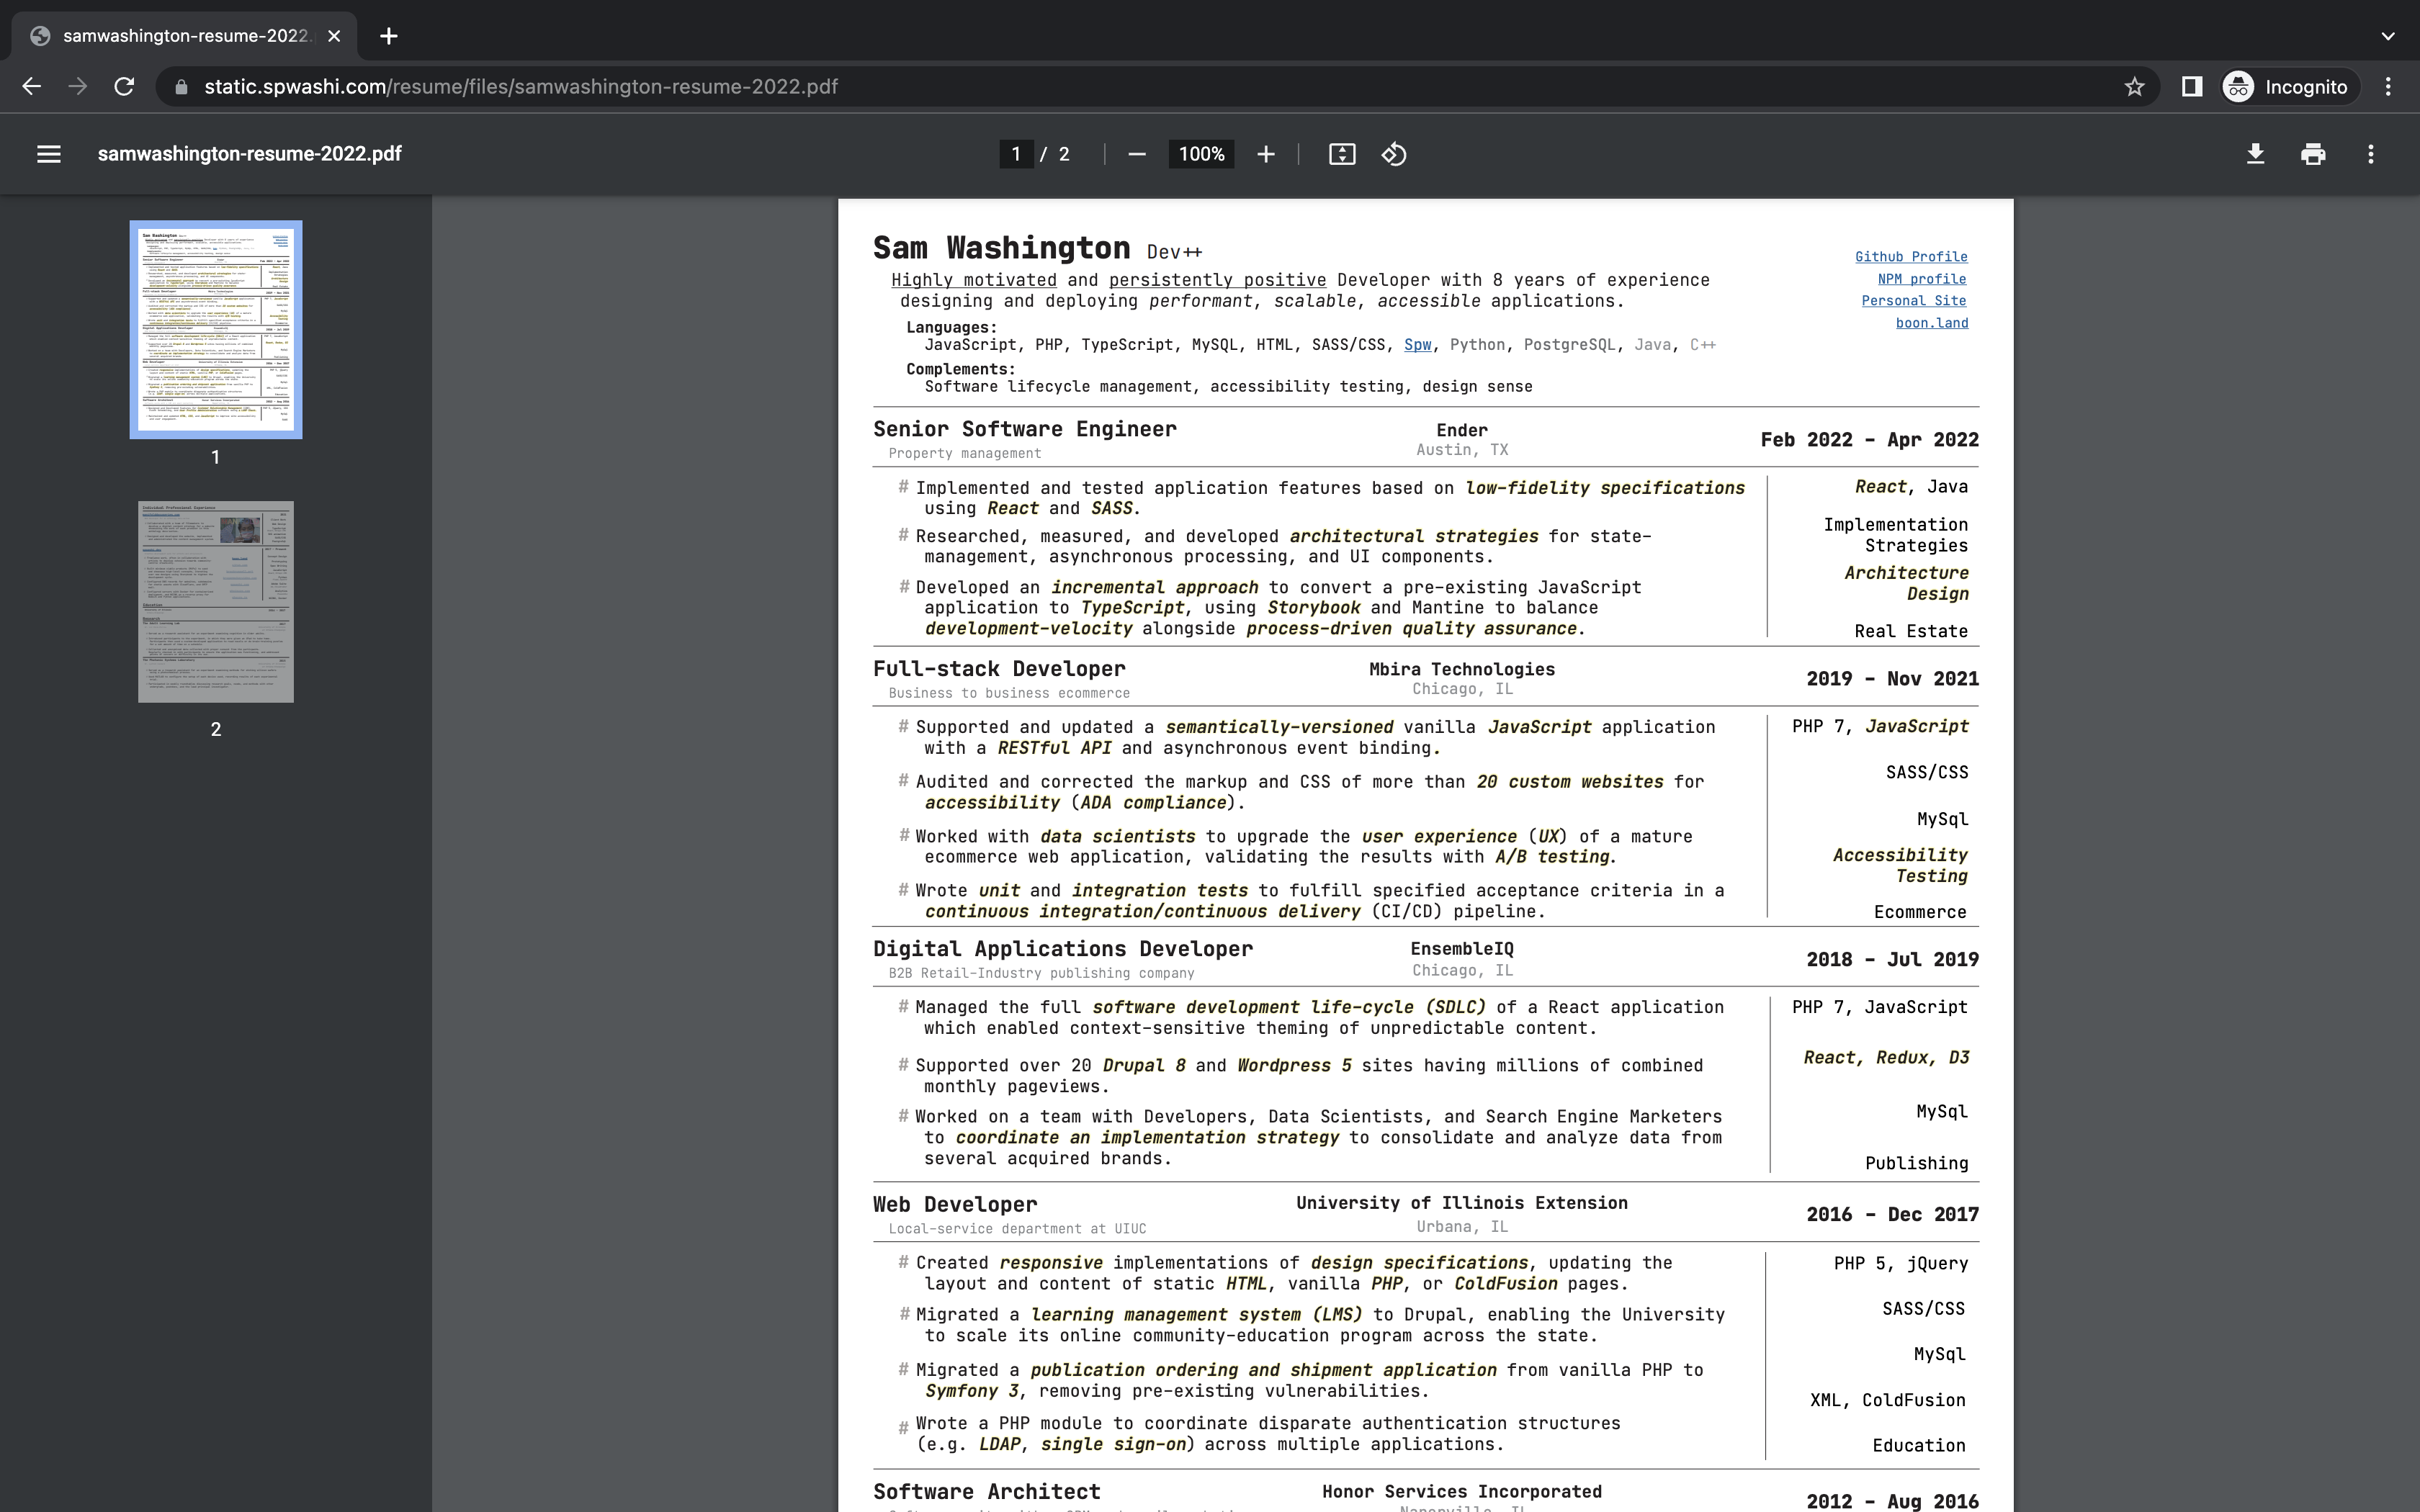 samwashington-resume-2022.
static.spwashi.com/resume/files/samwashington-resume-2022.pdf
Incognito
samwashington-resume-2022.pdf
1 / 2
100%
1
2
Sam Washington Dev++
Highly motivated and persistently positive Developer with 8 years of experience
designing and deploying performant, scalable, accessible applications.
Github Profile
NPM profile
Personal Site
boon.land
Languages:
JavaScript, PHP, TypeScript, MySQL, HTML, SASS/CSS, Spw, Python, PostgreSQL, Java, C++
Complements:
Software lifecycle management, accessibility testing, design sense
Senior Software Engineer
Property management
Ender
Austin, TX
Feb 2022 - Apr 2022
# Implemented and tested application features based on low-fidelity specifications
using React and SASS.
# Researched, measured, and developed architectural strategies for state-
management, asynchronous processing, and UI components.
# Developed an incremental approach to convert a pre-existing JavaScript
application to TypeScript, using Storybook and Mantine to balance
development-velocity alongside process-driven quality assurance.
React, Java
Implementation
Strategies
Architecture
Design
Real Estate
Full-stack Developer
Business to business ecommerce
Mbira Technologies
Chicago, IL
2019 - Nov 2021
# Supported and updated a semantically-versioned vanilla JavaScript application
with a RESTful API and asynchronous event binding.
# Audited and corrected the markup and CSS of more than 20 custom websites for
accessibility (ADA compliance).
# Worked with data scientists to upgrade the user experience (UX) of a mature
ecommerce web application, validating the results with A/B testing.
# Wrote unit and integration tests to fulfill specified acceptance criteria in a
continuous integration/continuous delivery (CI/CD) pipeline.
PHP 7, JavaScript
SASS/CSS
MySql
Accessibility
Testing
Ecommerce
Digital Applications Developer
B2B Retail-Industry publishing company
EnsembleIQ
Chicago, IL
2018 - Jul 2019
# Managed the full software development life-cycle (SDLC) of a React application
which enabled context-sensitive theming of unpredictable content.
# Supported over 20 Drupal 8 and Wordpress 5 sites having millions of combined
monthly pageviews.
# Worked on a team with Developers, Data Scientists, and Search Engine Marketers
to coordinate an implementation strategy to consolidate and analyze data from
several acquired brands.
PHP 7, JavaScript
React, Redux, D3
MySql
Publishing
Web Developer
Local-service department at UIUC
University of Illinois Extension
Urbana, IL
2016 - Dec 2017
# Created responsive implementations of design specifications, updating the
layout and content of static HTML, vanilla PHP, or ColdFusion pages.
# Migrated a learning management system (LMS) to Drupal, enabling the University
to scale its online community-education program across the state.
# Migrated a publication ordering and shipment application from vanilla PHP to
Symfony 3, removing pre-existing vulnerabilities.
# Wrote a PHP module to coordinate disparate authentication structures
(e.g. LDAP, single sign-on) across multiple applications.
PHP 5, jQuery
SASS/CSS
MySql
XML, ColdFusion
Education
Software Architect
Honor Services Incorporated
2012 - Aug 2016